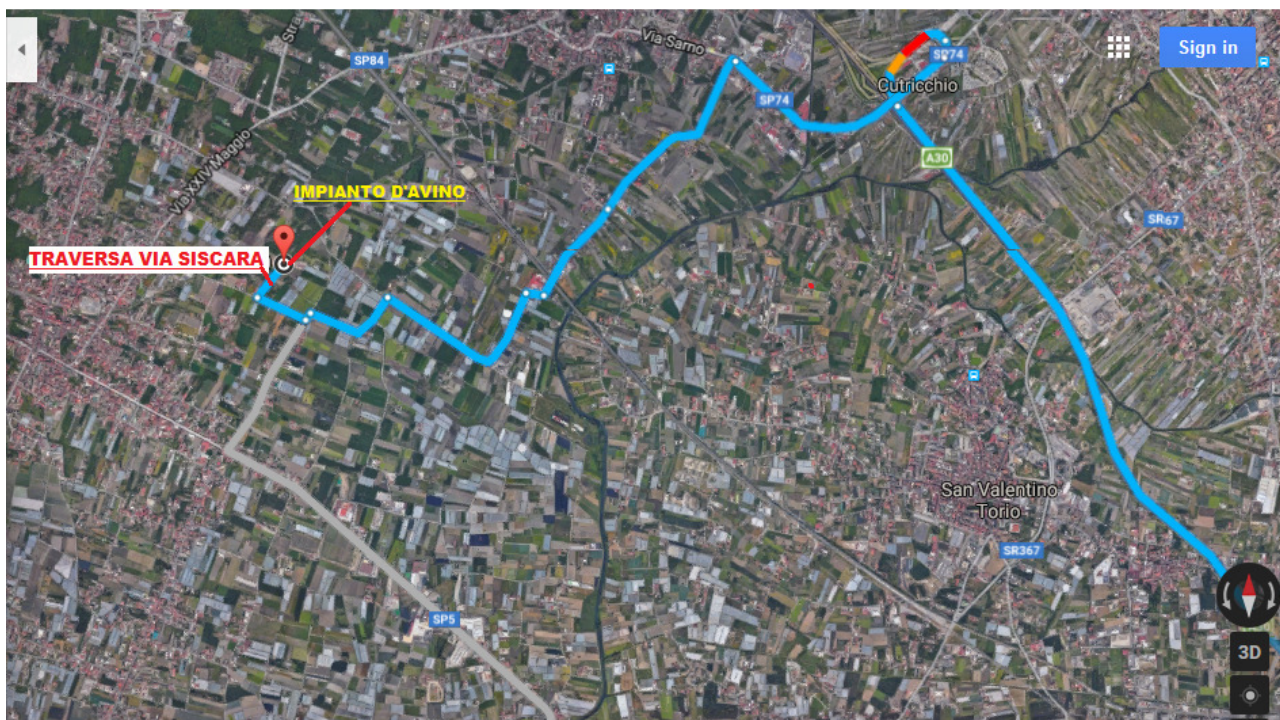 Stra
Via Sarno
Sign in
SP84
SP74
SP74
Cutricchio
A30
Via XXIV Maggio
IMPIANTO D'AVINO
SR67
TRAVERSA VIA SISCARA
San Valentino
Torio
SR367
SP5
3D